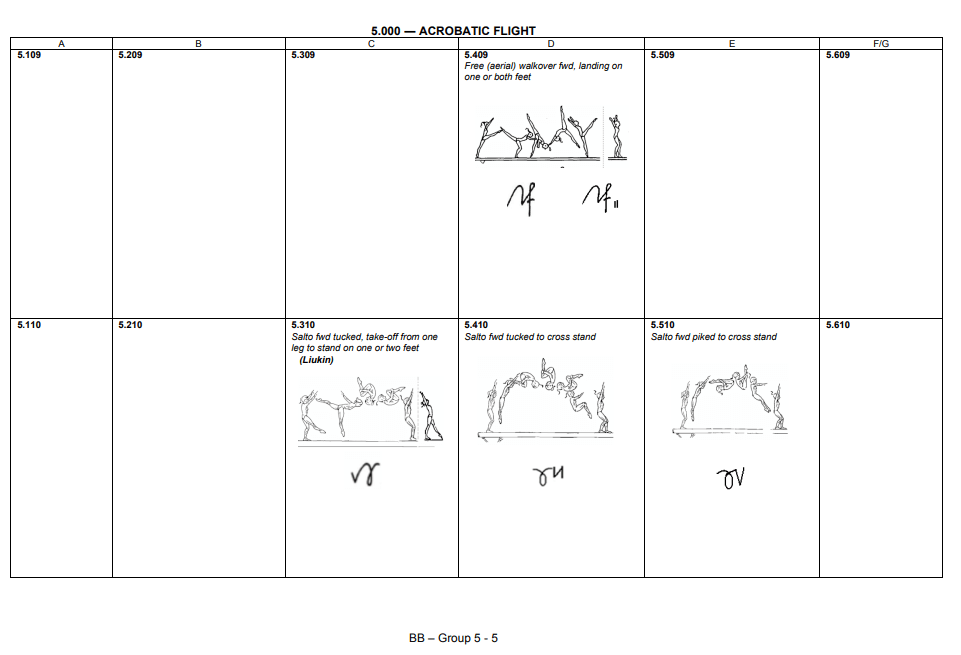 5.000 — ACROBATIC FLIGHT
A B C D E F/G
5.109 5.209 5.309 5.409 5.509 5.609
Free (aerial) walkover fwd, landing on
one or both feet
5.110 5.210 5.310 5.410 5.510 5.610
Salto fwd tucked, take-off from one
leg to stand on one or two feet
(Liukin)
Salto fwd tucked to cross stand
Salto fwd piked to cross stand
BB – Group 5 - 5